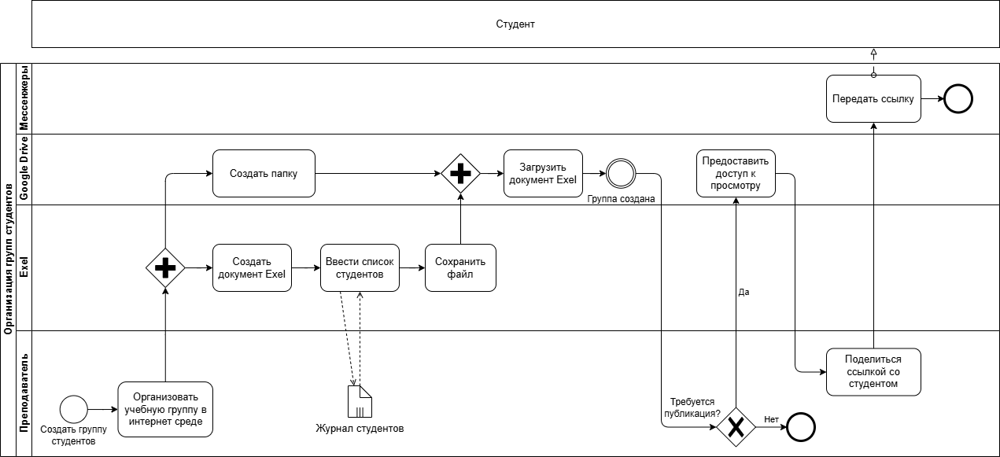 Студент
Организация групп студентов
Мессенжеры
Передать ссылку
Google Drive
Создать папку
Загрузить
документ Exel
Группа создана
Предоставить
доступ к
просмотру
Exel
Создать
документ Exel
Ввести список
студентов
Сохранить
файл
Да
Преподаватель
Создать группу
студентов
Организовать
учебную группу в
интернет среде
Журнал студентов
Требуется
публикация?
Нет
Поделиться
ссылкой со
студентом